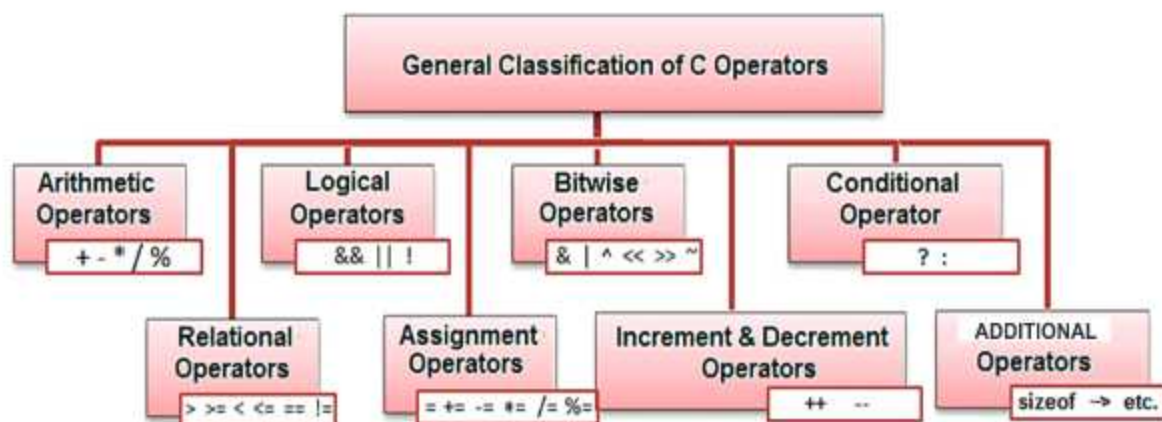 General Classification of C Operators
Arithmetic
Operators
+ - * / %
Logical
Operators
&& || !
Bitwise
Operators
& | ^ << >> ~
Conditional
Operator
? :
Relational
Operators
> >= < <= == !=
Assignment
Operators
= += -= *= /= %=
Increment & Decrement
Operators
++ --
ADDITIONAL
Operators
sizeof -> etc.